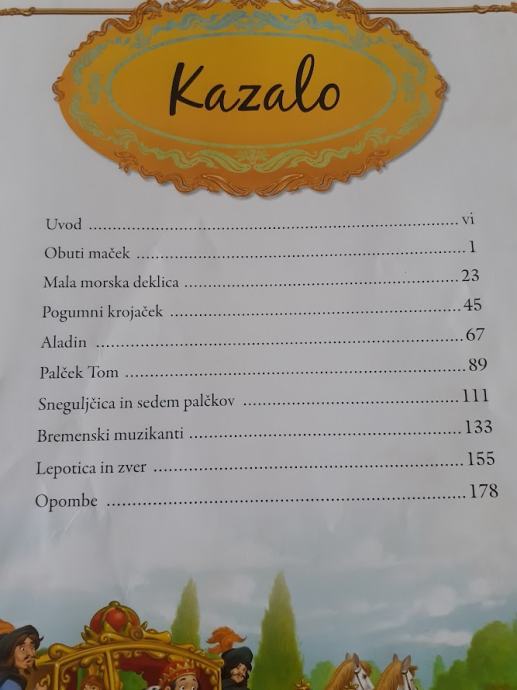 Kazalo
Uvod ........ vi
Obuti maček ........ 1
Mala morska deklica ........ 23
Pogumni krojaček ........ 45
Aladin ........ 67
Palček Tom ........ 89
Sneguljčica in sedem palčkov ........ 111
Bremenski muzikanti ........ 133
Lepotica in zver ........ 155
Opombe ........ 178